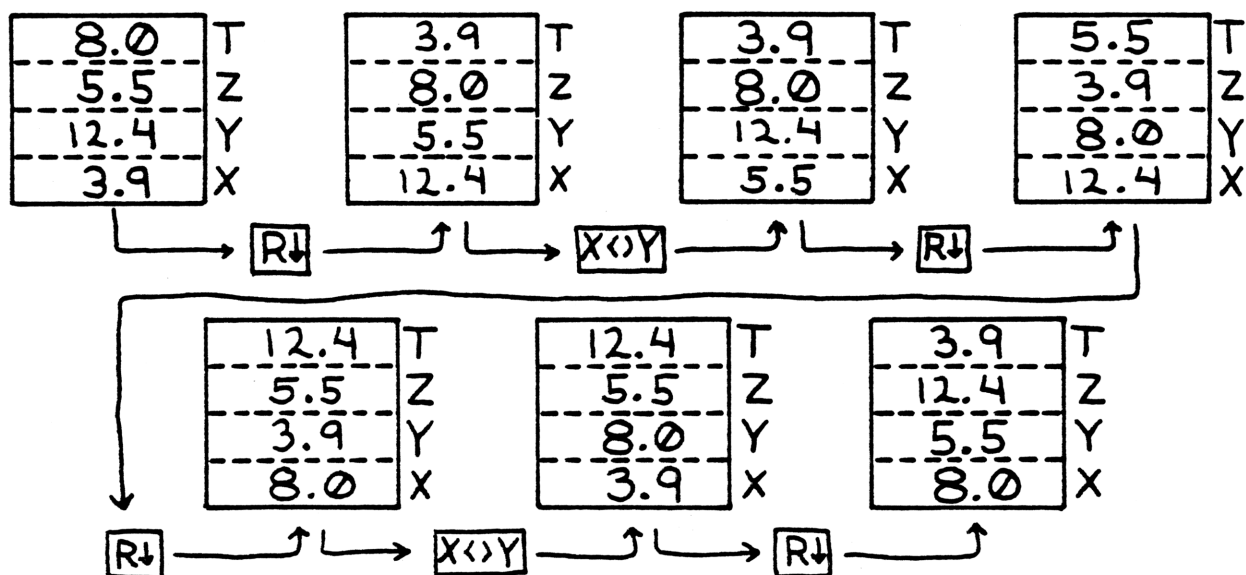 8.0 T 3.9 T 3.9 T 5.5 T
5.5 Z 8.0 Z 8.0 Z 3.9 Z
12.4 Y 5.5 Y 12.4 Y 8.0 Y
3.9 X 12.4 X 5.5 X 12.4 X
R↓ X<>Y R↓
12.4 T 12.4 T 3.9 T
5.5 Z 5.5 Z 12.4 Z
3.9 Y 8.0 Y 5.5 Y
8.0 X 3.9 X 8.0 X
R↓ X<>Y R↓